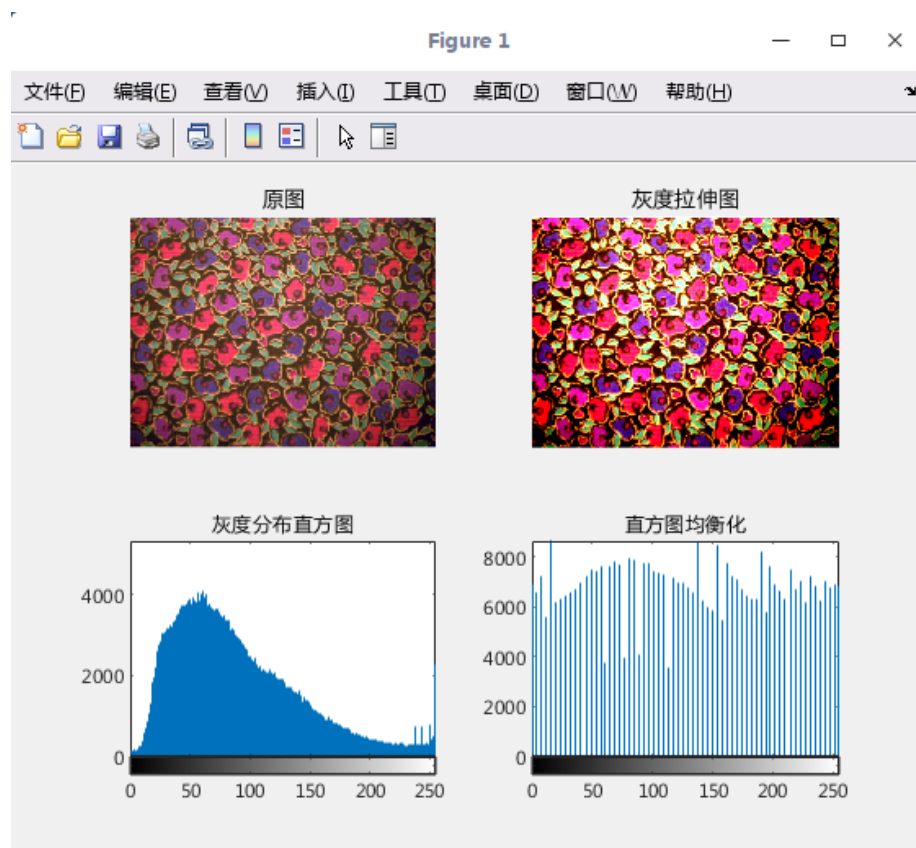 Figure 1
文件(F) 编辑(E) 查看(V) 插入(I) 工具(T) 桌面(D) 窗口(W) 帮助(H)
原图 灰度拉伸图
灰度分布直方图 直方图均衡化
8000
4000 6000
4000
2000
2000
0 0
0 50 100 150 200 250 0 50 100 150 200 250